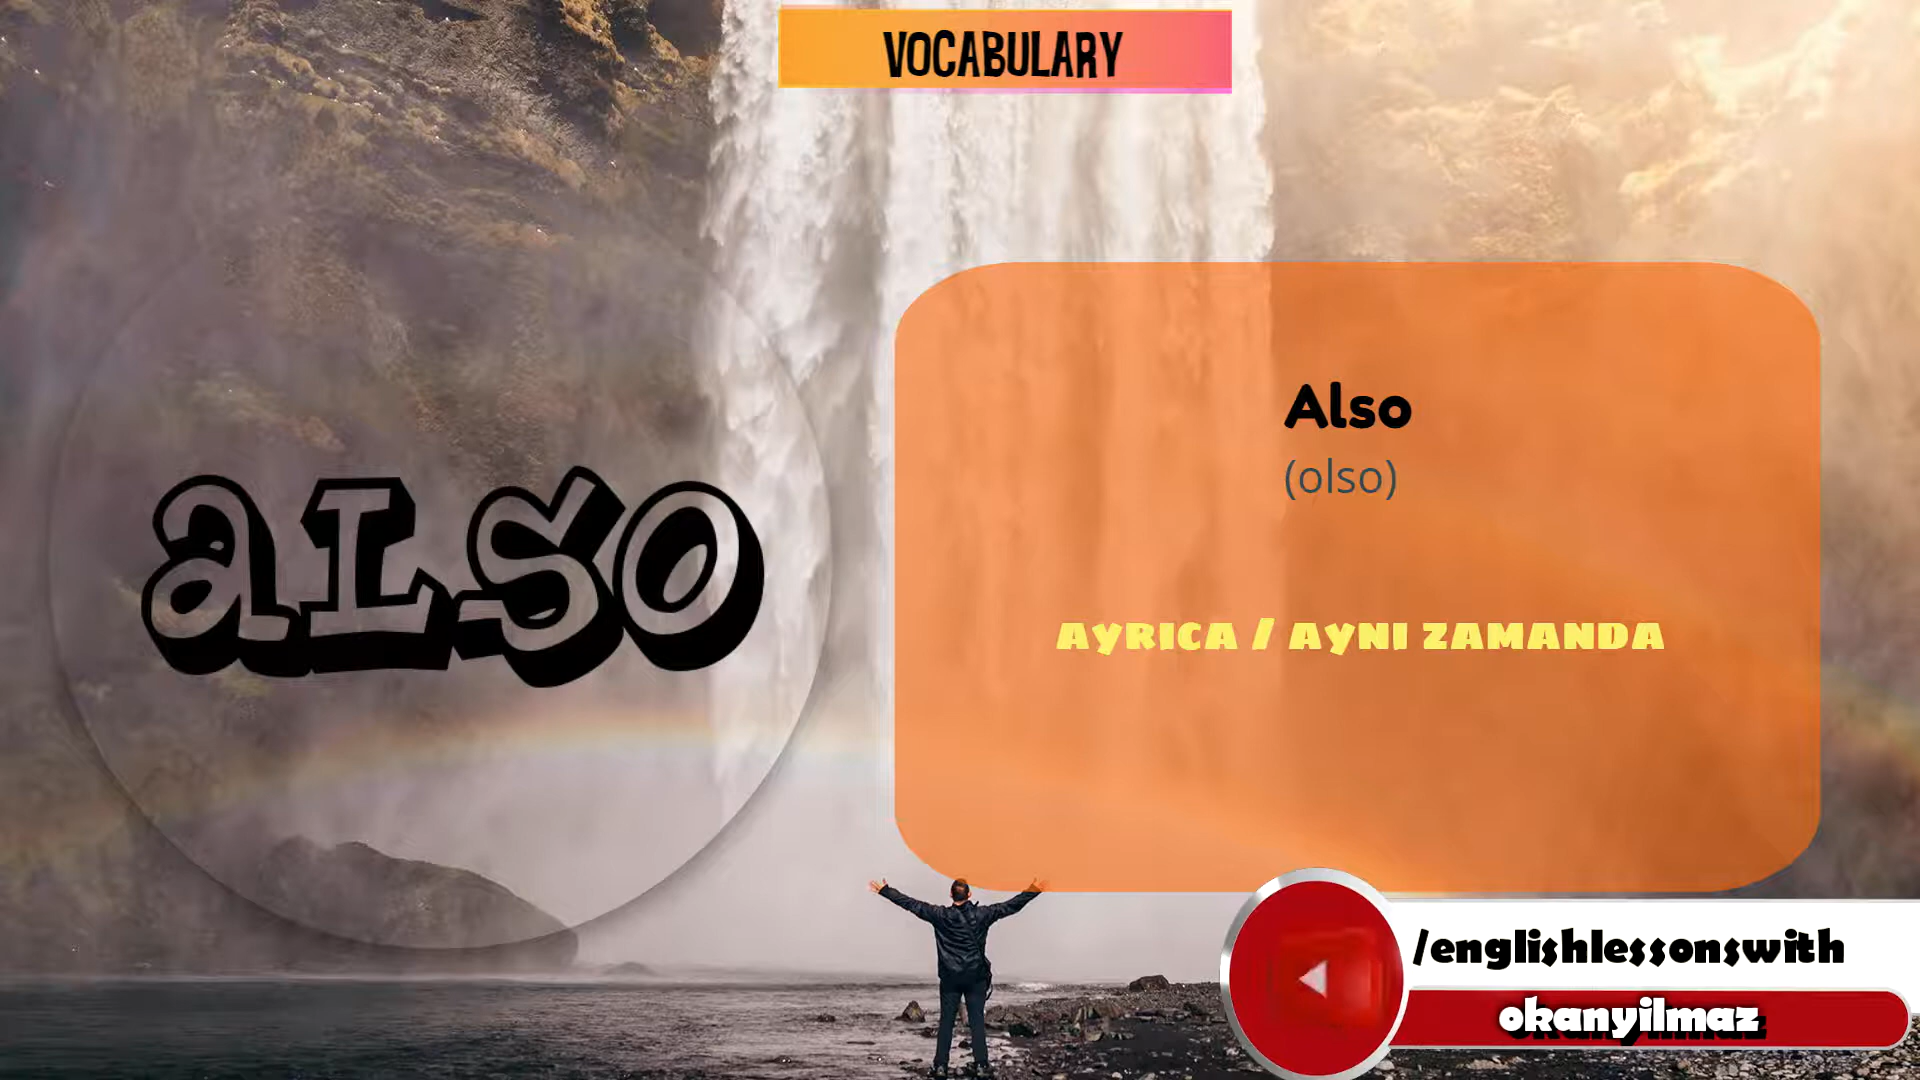 VOCABULARY
aLSO
Also
(olso)
AYRICA / AYNI ZAMANDA
/englishlessonswith
okanyilmaz